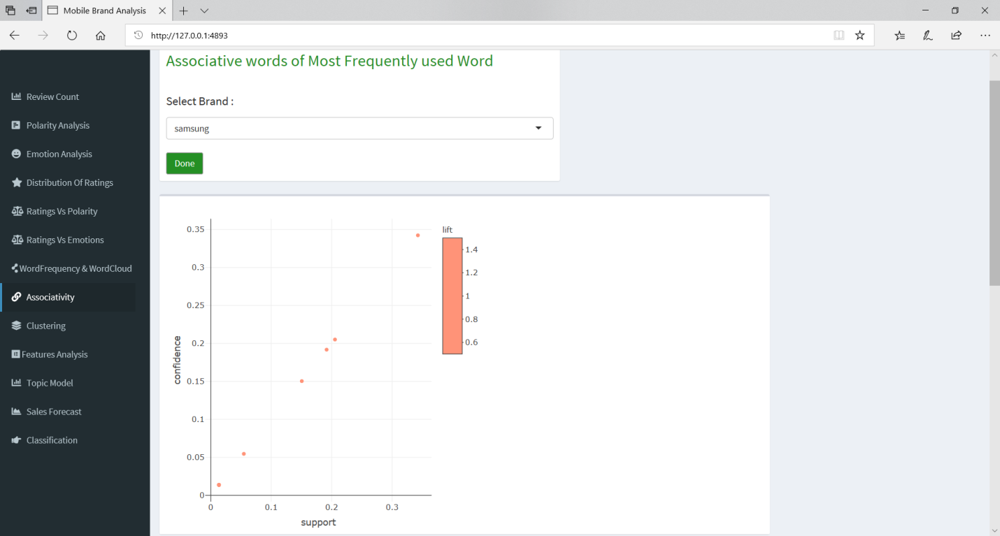 Mobile Brand Analysis
http://127.0.0.1:4893
Review Count
Polarity Analysis
Emotion Analysis
Distribution Of Ratings
Ratings Vs Polarity
Ratings Vs Emotions
WordFrequency & WordCloud
Associativity
Clustering
Features Analysis
Topic Model
Sales Forecast
Classification
Associative words of Most Frequently used Word
Select Brand :
samsung
Done
confidence
0.35
0.3
0.25
0.2
0.15
0.1
0.05
0
0 0.1 0.2 0.3
support
lift
1.4
1.2
1
0.8
0.6